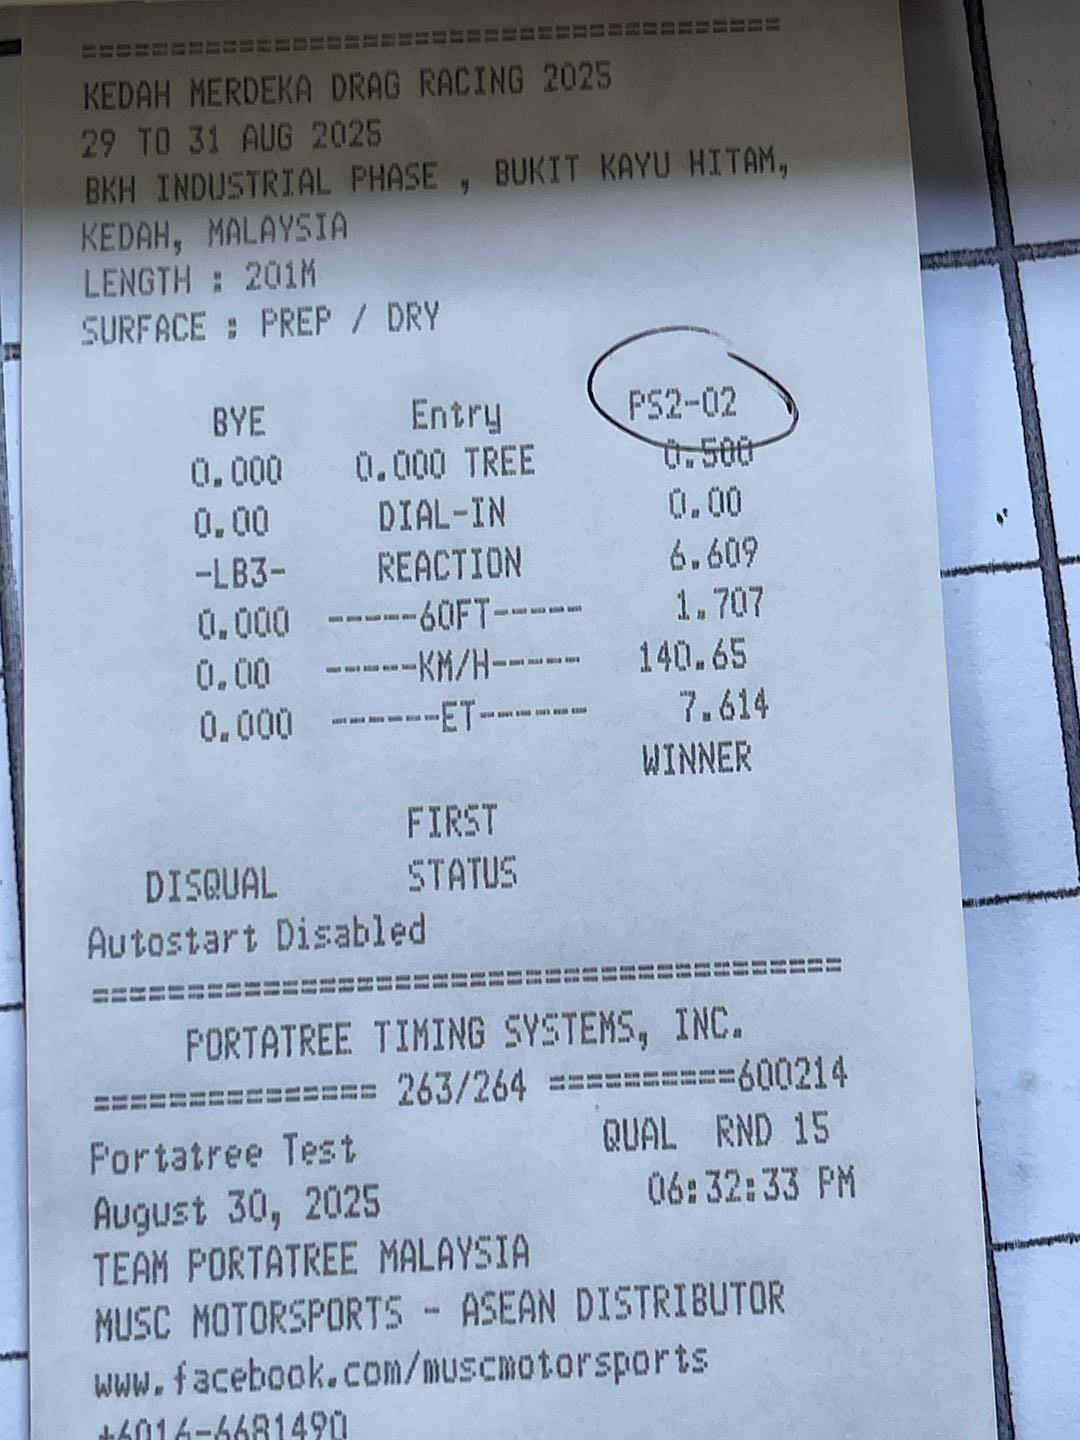 =======================================
KEDAH MERDEKA DRAG RACING 2025
29 TO 31 AUG 2025
BKH INDUSTRIAL PHASE , BUKIT KAYU HITAM,
KEDAH, MALAYSIA
LENGTH : 201M
SURFACE : PREP / DRY
BYE Entry PS2-02
0.000 0.000 TREE 0.500
0.00 DIAL-IN 0.00
-LB3- REACTION 6.609
0.000 -----60FT----- 1.707
0.00 -----KM/H----- 140.65
0.000 ------ET------ 7.614
WINNER
FIRST
DISQUAL STATUS
Autostart Disabled
========================================
PORTATREE TIMING SYSTEMS, INC.
=============== 263/264 ==========600214
Portatree Test QUAL RND 15
August 30, 2025 06:32:33 PM
TEAM PORTATREE MALAYSIA
MUSC MOTORSPORTS - ASEAN DISTRIBUTOR
www.facebook.com/muscmotorsports
+6016-6681490